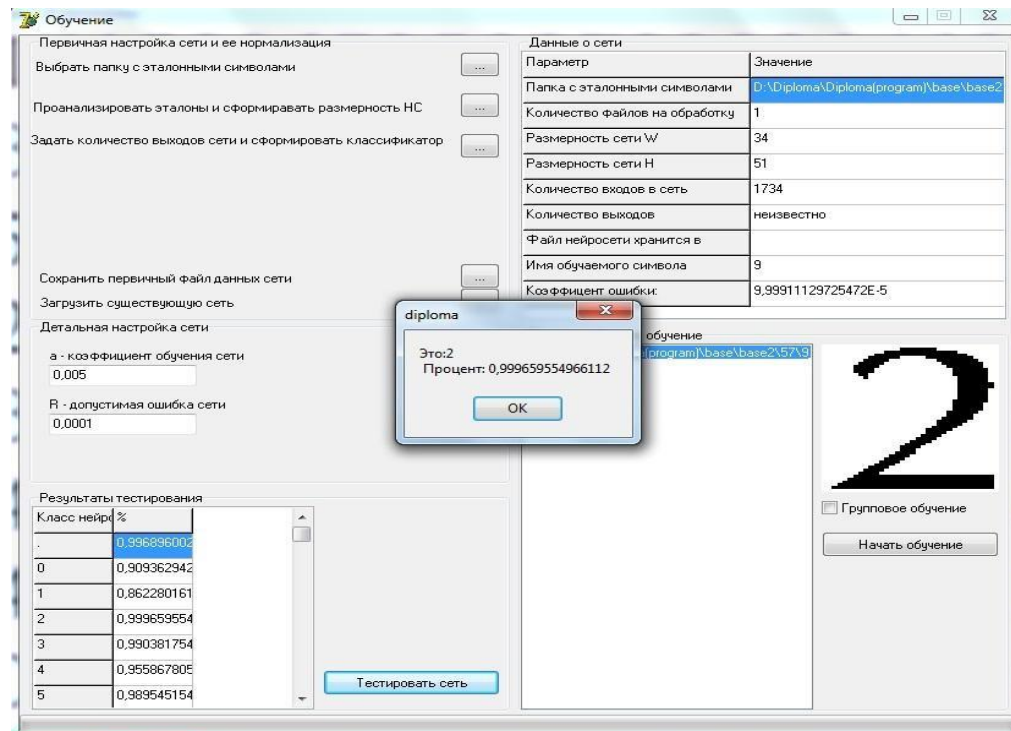 Обучение
Первичная настройка сети и ее нормализация
Выбрать папку с эталонными символами
...
Проанализировать эталоны и сформиравать размерность НС
...
Задать количество выходов сети и сформировать классификатор
...
Сохранить первичный файл данных сети
...
Загрузить существующую сеть
Детальная настройка сети
a - коэффициент обучения сети
0,005
R - допустимая ошибка сети
0,0001
Результаты тестирования
Класс нейро %
. 0,996896002
0 0,909362942
1 0,862280161
2 0,999659554
3 0,990381754
4 0,955867805
5 0,989545154
Тестировать сеть
Данные о сети
Параметр Значение
Папка с эталонными символами D:\Diploma\Diploma(program)\base\base2
Количество файлов на обработку 1
Размерность сети W 34
Размерность сети H 51
Количество входов в сеть 1734
Количество выходов неизвестно
Файл нейросети хранится в
Имя обучаемого символа 9
Коэффицент ошибки: 9,99911129725472E-5
diploma
Это:2
Процент: 0,999659554966112
OK
обучение
(program)\base\base2\57\9
2
Групповое обучение
Начать обучение